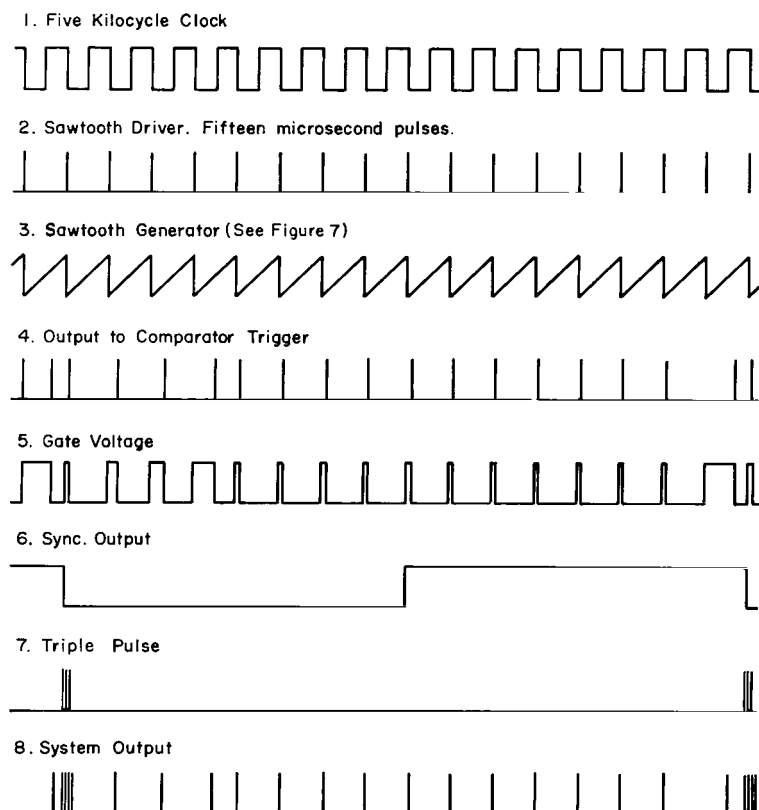 1. Five Kilocycle Clock
2. Sawtooth Driver. Fifteen microsecond pulses.
3. Sawtooth Generator (See Figure 7)
4. Output to Comparator Trigger
5. Gate Voltage
6. Sync. Output
7. Triple Pulse
8. System Output